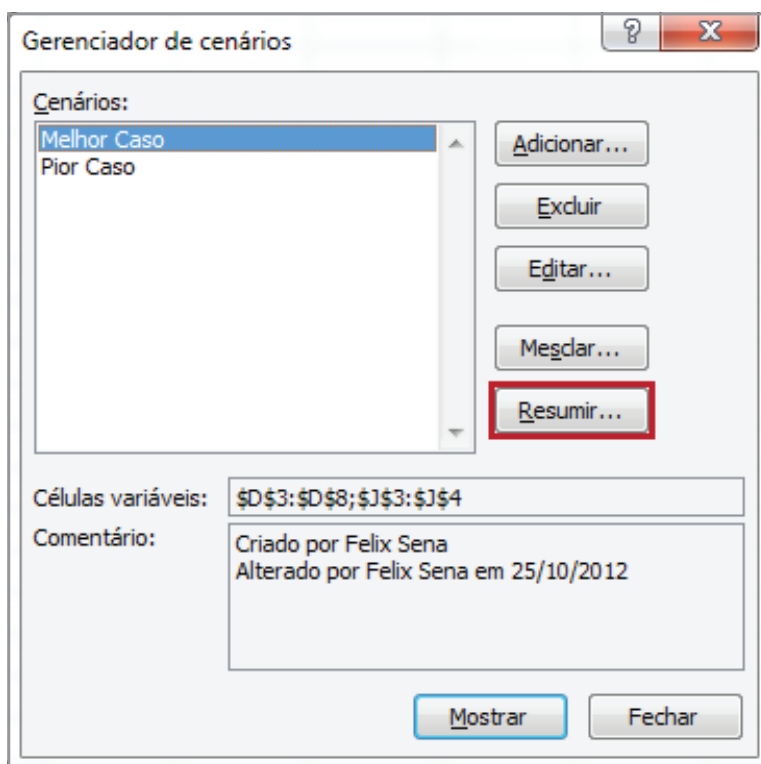 Gerenciador de cenários
Cenários:
Melhor Caso
Pior Caso
Adicionar...
Excluir
Editar...
Mesclar...
Resumir...
Células variáveis: $D$3:$D$8;$J$3:$J$4
Comentário:
Criado por Felix Sena
Alterado por Felix Sena em 25/10/2012
Mostrar Fechar